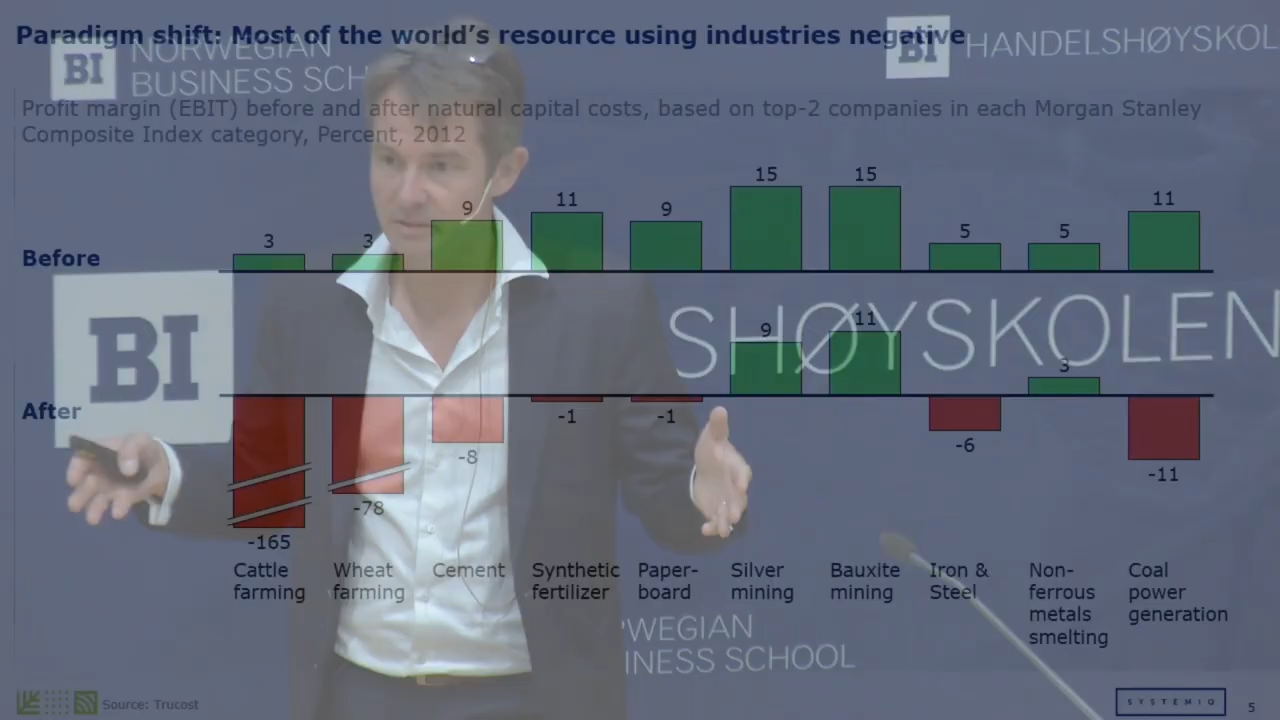 Paradigm shift: Most of the world's resource using industries negative
BI NORWEGIAN
BUSINESS SCH
BI HANDELSHØYSKOL
Profit margin (EBIT) before and after natural capital costs, based on top-2 companies in each Morgan Stanley
Composite Index category, Percent, 2012
Before
3 3 9 11 9 15 15 5 5 11
BI
SHØYSKOLEN
After
-165 -78 -8 -1 -1 9 11 -6 3 -11
Cattle
farming
Wheat
farming
Cement
Synthetic
fertilizer
Paper-
board
Silver
mining
Bauxite
mining
Iron &
Steel
Non-
ferrous
metals
smelting
Coal
power
generation
RWEGIAN
INESS SCHOOL
Source: Trucost
SYSTEMIQ
5